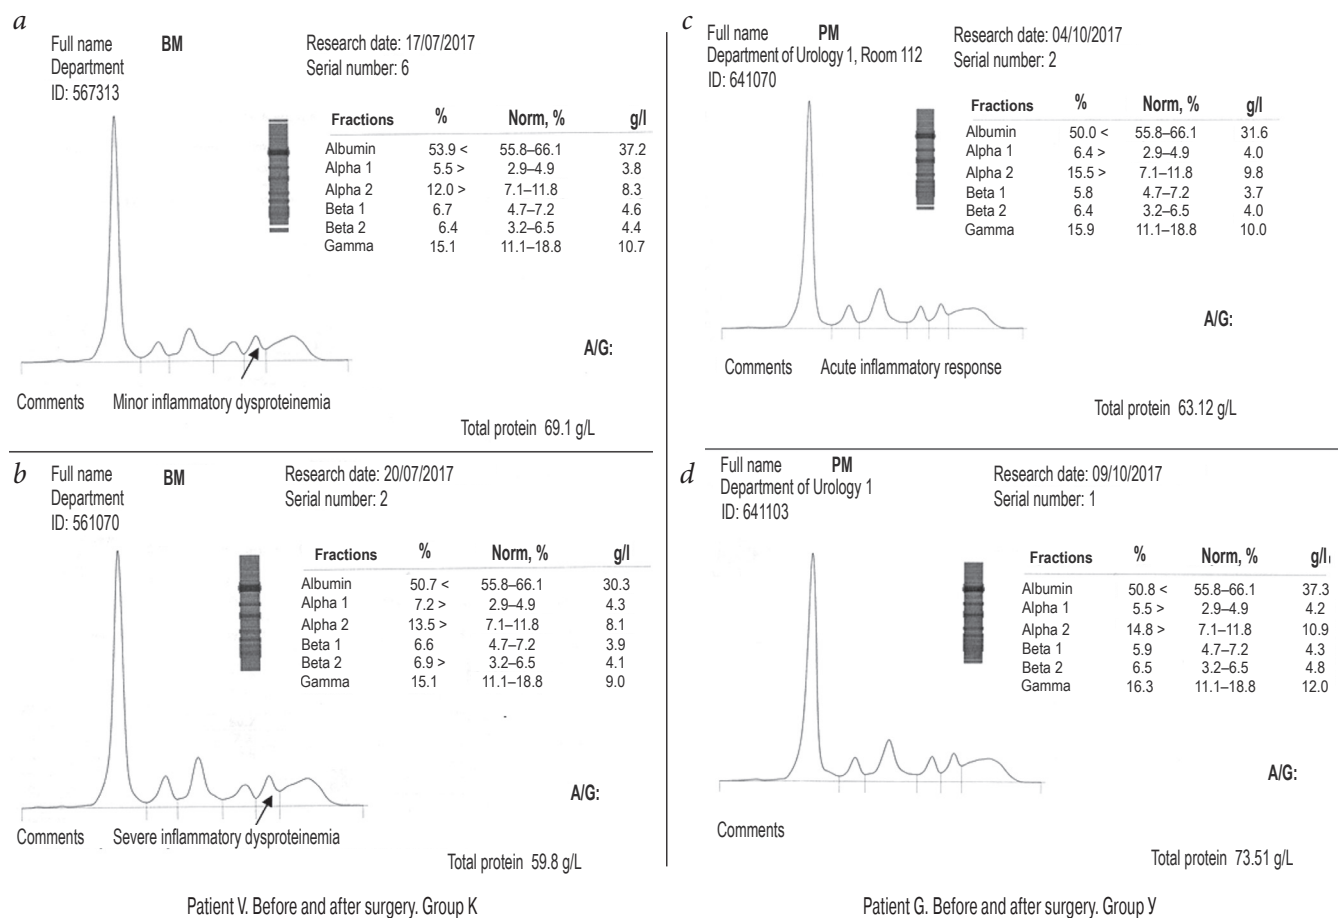 a
Full name BM
Department
ID: 567313
Research date: 17/07/2017
Serial number: 6
Fractions % Norm, % g/l
Albumin 53.9 < 55.8–66.1 37.2
Alpha 1 5.5 > 2.9–4.9 3.8
Alpha 2 12.0 > 7.1–11.8 8.3
Beta 1 6.7 4.7–7.2 4.6
Beta 2 6.4 3.2–6.5 4.4
Gamma 15.1 11.1–18.8 10.7
A/G:
Comments Minor inflammatory dysproteinemia
Total protein 69.1 g/L
b
Full name BM
Department
ID: 561070
Research date: 20/07/2017
Serial number: 2
Fractions % Norm, % g/l
Albumin 50.7 < 55.8–66.1 30.3
Alpha 1 7.2 > 2.9–4.9 4.3
Alpha 2 13.5 > 7.1–11.8 8.1
Beta 1 6.6 4.7–7.2 3.9
Beta 2 6.9 > 3.2–6.5 4.1
Gamma 15.1 11.1–18.8 9.0
A/G:
Comments Severe inflammatory dysproteinemia
Total protein 59.8 g/L
Patient V. Before and after surgery. Group K
c
Full name PM
Department of Urology 1, Room 112
ID: 641070
Research date: 04/10/2017
Serial number: 2
Fractions % Norm, % g/l
Albumin 50.0 < 55.8–66.1 31.6
Alpha 1 6.4 > 2.9–4.9 4.0
Alpha 2 15.5 > 7.1–11.8 9.8
Beta 1 5.8 4.7–7.2 3.7
Beta 2 6.4 3.2–6.5 4.0
Gamma 15.9 11.1–18.8 10.0
A/G:
Comments Acute inflammatory response
Total protein 63.12 g/L
d
Full name PM
Department of Urology 1
ID: 641103
Research date: 09/10/2017
Serial number: 1
Fractions % Norm, % g/l
Albumin 50.8 < 55.8–66.1 37.3
Alpha 1 5.5 > 2.9–4.9 4.2
Alpha 2 14.8 > 7.1–11.8 10.9
Beta 1 5.9 4.7–7.2 4.3
Beta 2 6.5 3.2–6.5 4.8
Gamma 16.3 11.1–18.8 12.0
A/G:
Comments
Total protein 73.51 g/L
Patient G. Before and after surgery. Group У